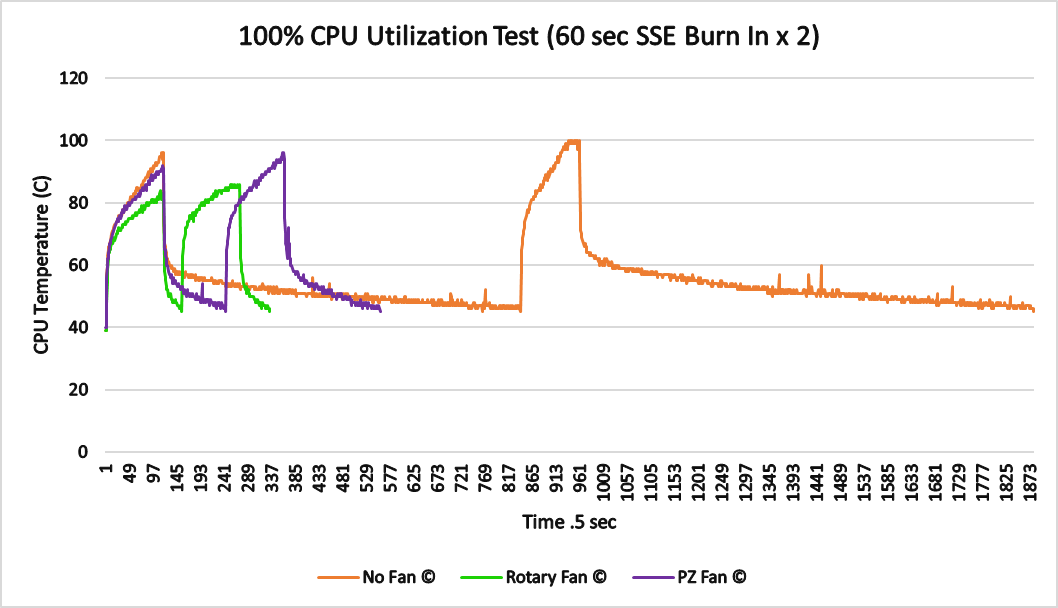 100% CPU Utilization Test (60 sec SSE Burn In x 2)
120
100
80
60
40
20
0
CPU Temperature (C)
1 49 97 145 193 241 289 337 385 433 481 529 577 625 673 721 769 817 865 913 961 1009 1057 1105 1153 1201 1249 1297 1345 1393 1441 1489 1537 1585 1633 1681 1729 1777 1825 1873
Time .5 sec
No Fan © Rotary Fan © PZ Fan ©